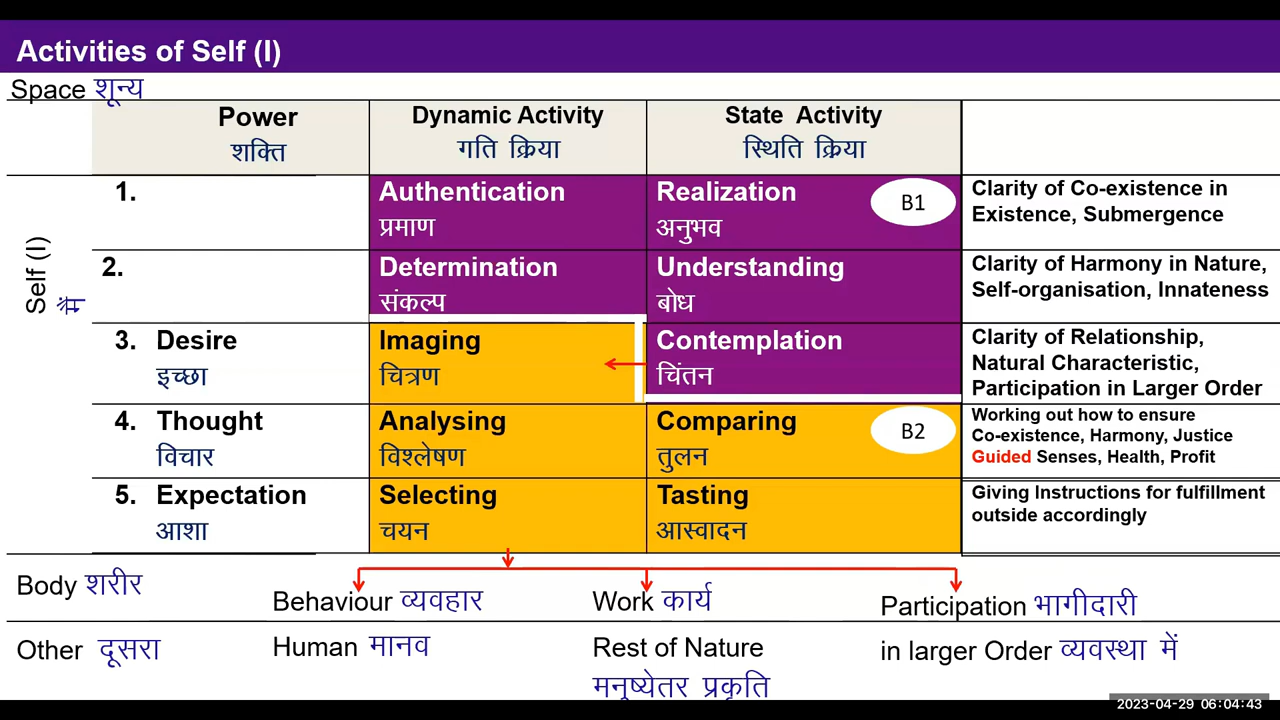 Activities of Self (I)
Space शून्य
Power
शक्ति
Dynamic Activity
गति क्रिया
State Activity
स्थिति क्रिया
Self (I)
मैं
1.
Authentication
प्रमाण
Realization
अनुभव
B1
Clarity of Co-existence in
Existence, Submergence
2.
Determination
संकल्प
Understanding
बोध
Clarity of Harmony in Nature,
Self-organisation, Innateness
3. Desire
इच्छा
Imaging
चित्रण
Contemplation
चिंतन
Clarity of Relationship,
Natural Characteristic,
Participation in Larger Order
4. Thought
विचार
Analysing
विश्लेषण
Comparing
तुलन
B2
Working out how to ensure
Co-existence, Harmony, Justice
Guided Senses, Health, Profit
5. Expectation
आशा
Selecting
चयन
Tasting
आस्वादन
Giving Instructions for fulfillment
outside accordingly
Body शरीर
Behaviour व्यवहार
Work कार्य
Participation भागीदारी
Other दूसरा
Human मानव
Rest of Nature
मनुष्येतर प्रकृति
in larger Order व्यवस्था में
2023-04-29 06:04:43